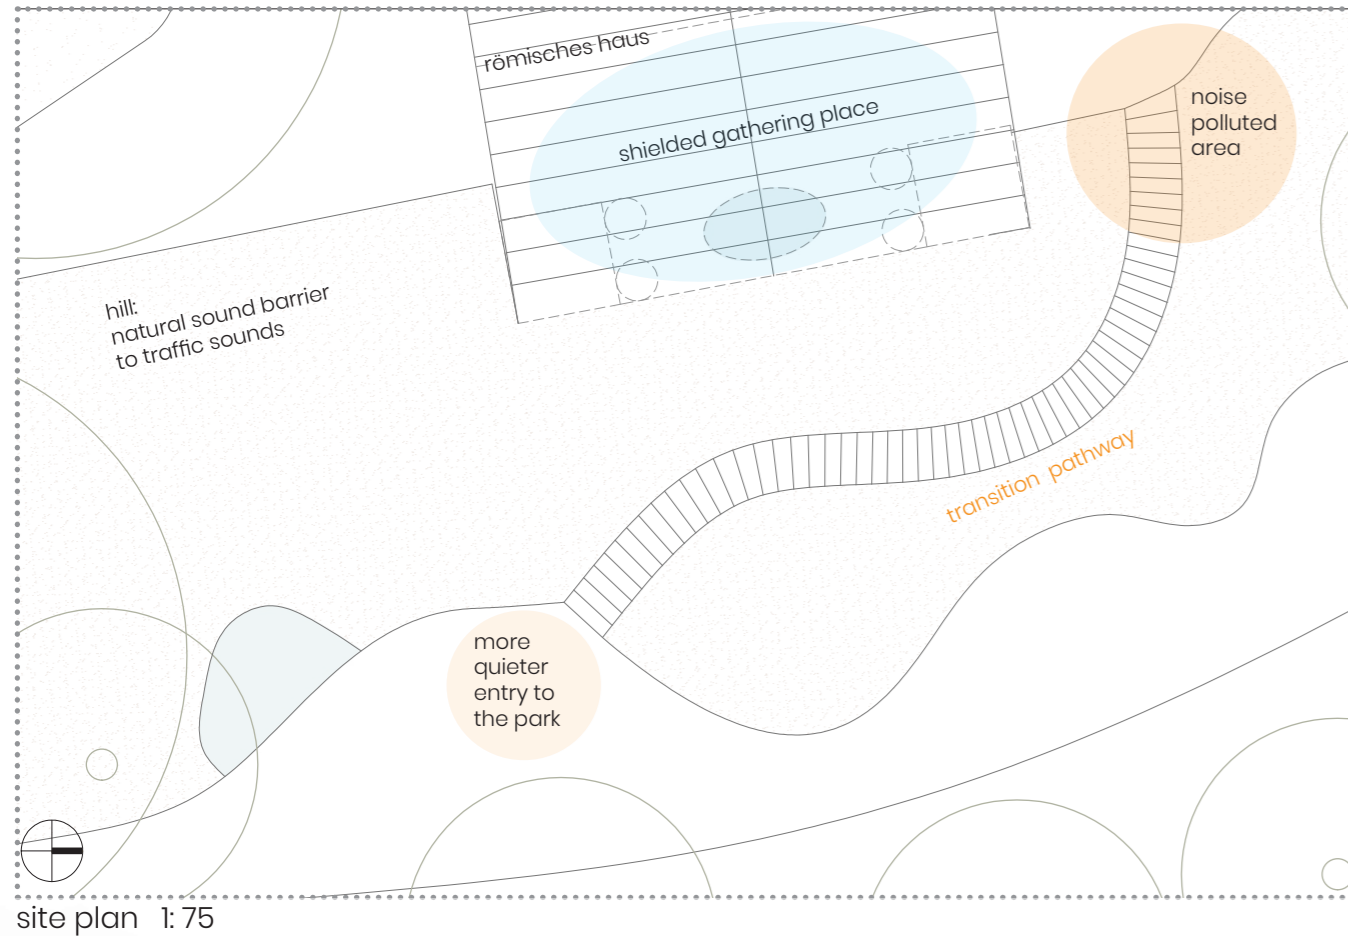 römisches haus
shielded gathering place
noise
polluted
area
hill:
natural sound barrier
to traffic sounds
transition pathway
more
quieter
entry to
the park
site plan 1: 75